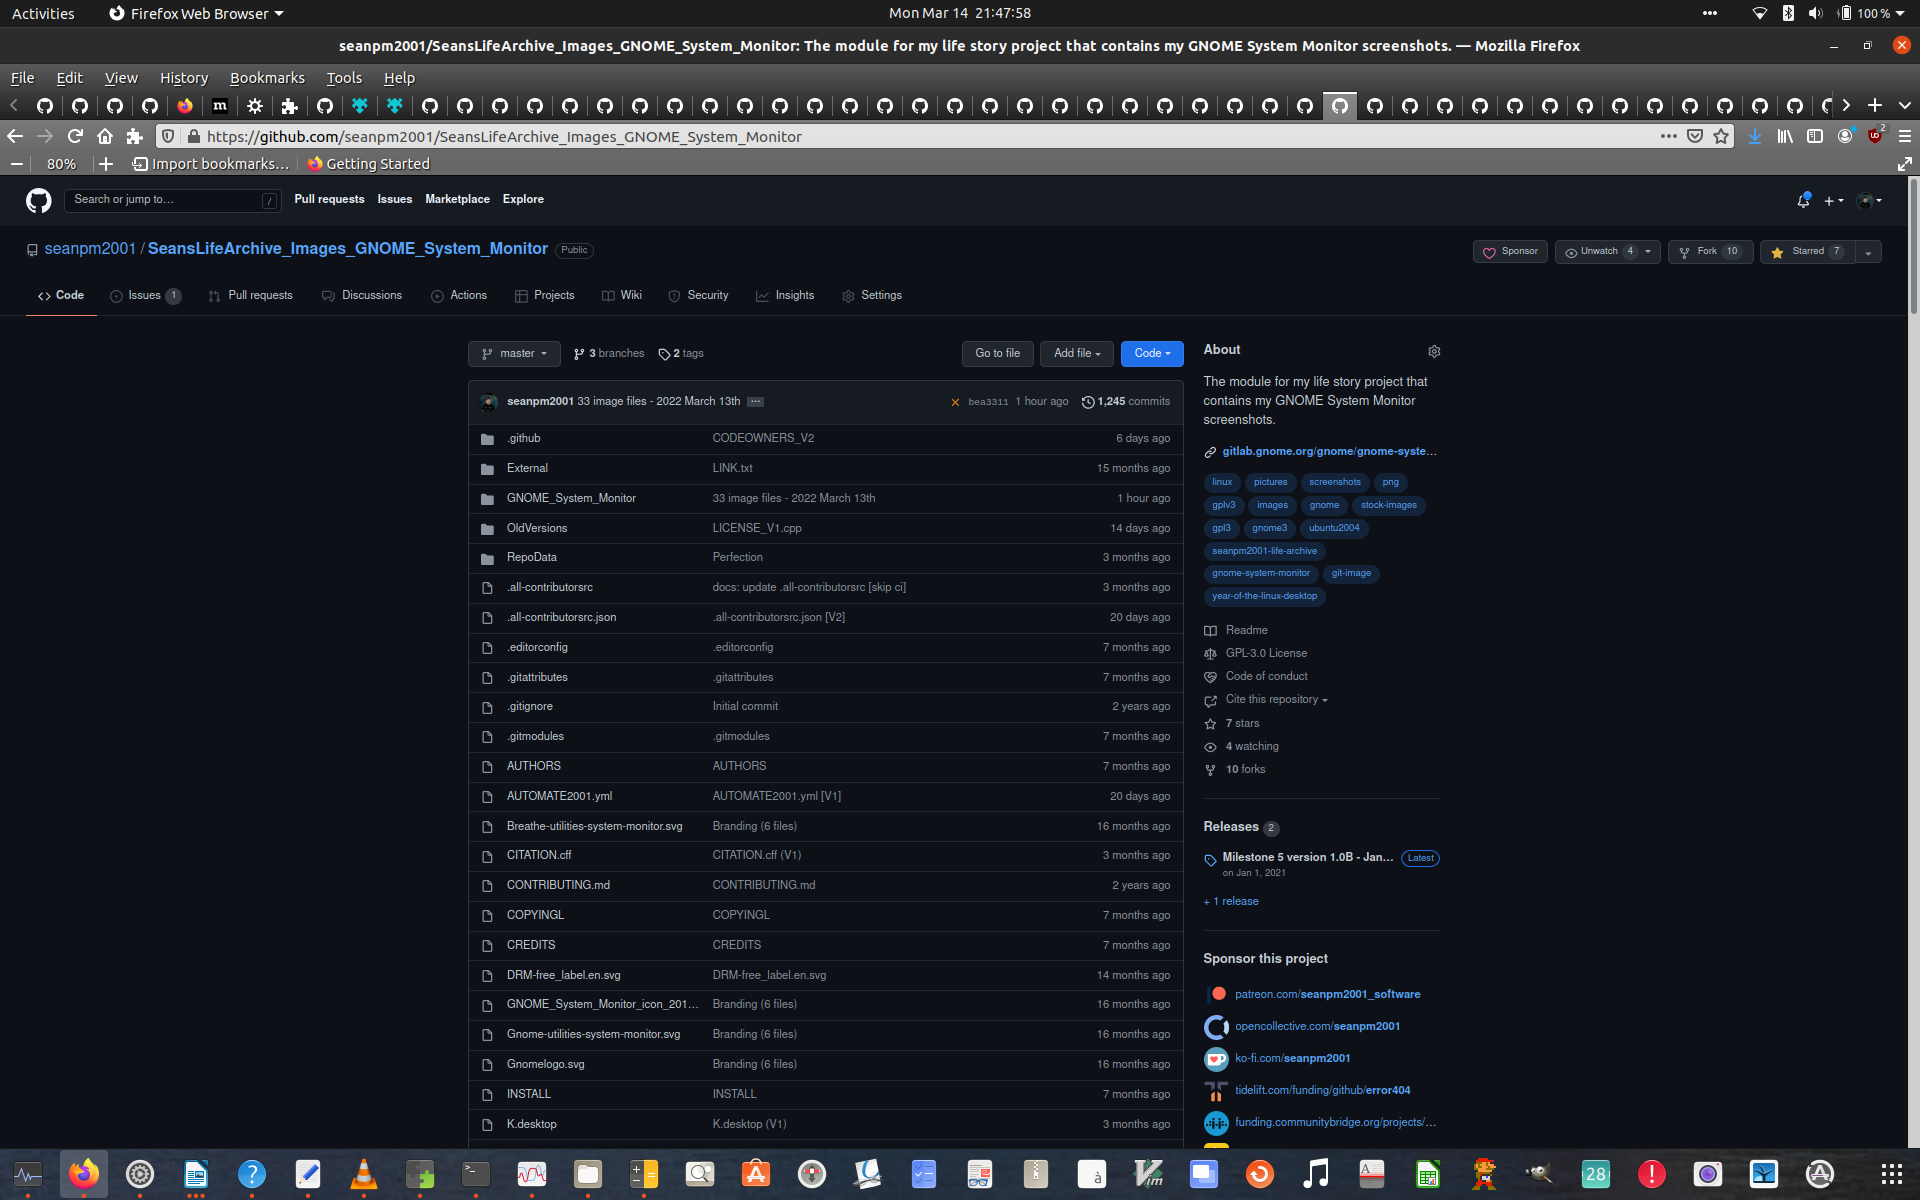 Activities
Firefox Web Browser
Mon Mar 14 21:47:58
100 %
seanpm2001/SeansLifeArchive_Images_GNOME_System_Monitor: The module for my life story project that contains my GNOME System Monitor screenshots. — Mozilla Firefox
File Edit View History Bookmarks Tools Help
https://github.com/seanpm2001/SeansLifeArchive_Images_GNOME_System_Monitor
2
80%
Import bookmarks…
Getting Started
Search or jump to…
/
Pull requests Issues Marketplace Explore
seanpm2001 / SeansLifeArchive_Images_GNOME_System_Monitor Public
Sponsor
Unwatch 4
Fork 10
Starred 7
Code
Issues 1
Pull requests
Discussions
Actions
Projects
Wiki
Security
Insights
Settings
master
3 branches
2 tags
Go to file
Add file
Code
seanpm2001 33 image files - 2022 March 13th
bea3311 1 hour ago
1,245 commits
.github CODEOWNERS_V2 6 days ago
External LINK.txt 15 months ago
GNOME_System_Monitor 33 image files - 2022 March 13th 1 hour ago
OldVersions LICENSE_V1.cpp 14 days ago
RepoData Perfection 3 months ago
.all-contributorsrc docs: update .all-contributorsrc [skip ci] 3 months ago
.all-contributorsrc.json .all-contributorsrc.json [V2] 20 days ago
.editorconfig .editorconfig 7 months ago
.gitattributes .gitattributes 7 months ago
.gitignore Initial commit 2 years ago
.gitmodules .gitmodules 7 months ago
AUTHORS AUTHORS 7 months ago
AUTOMATE2001.yml AUTOMATE2001.yml [V1] 20 days ago
Breathe-utilities-system-monitor.svg Branding (6 files) 16 months ago
CITATION.cff CITATION.cff (V1) 3 months ago
CONTRIBUTING.md CONTRIBUTING.md 2 years ago
COPYINGL COPYINGL 7 months ago
CREDITS CREDITS 7 months ago
DRM-free_label.en.svg DRM-free_label.en.svg 14 months ago
GNOME_System_Monitor_icon_201… Branding (6 files) 16 months ago
Gnome-utilities-system-monitor.svg Branding (6 files) 16 months ago
Gnomelogo.svg Branding (6 files) 16 months ago
INSTALL INSTALL 7 months ago
K.desktop K.desktop (V1) 3 months ago
About
The module for my life story project that
contains my GNOME System Monitor
screenshots.
gitlab.gnome.org/gnome/gnome-syste…
linux pictures screenshots png
gplv3 images gnome stock-images
gpl3 gnome3 ubuntu2004
seanpm2001-life-archive
gnome-system-monitor git-image
year-of-the-linux-desktop
Readme
GPL-3.0 License
Code of conduct
Cite this repository
7 stars
4 watching
10 forks
Releases 2
Milestone 5 version 1.0B - Jan… Latest
on Jan 1, 2021
+ 1 release
Sponsor this project
patreon.com/seanpm2001_software
opencollective.com/seanpm2001
ko-fi.com/seanpm2001
tidelift.com/funding/github/error404
funding.communitybridge.org/projects/…
28